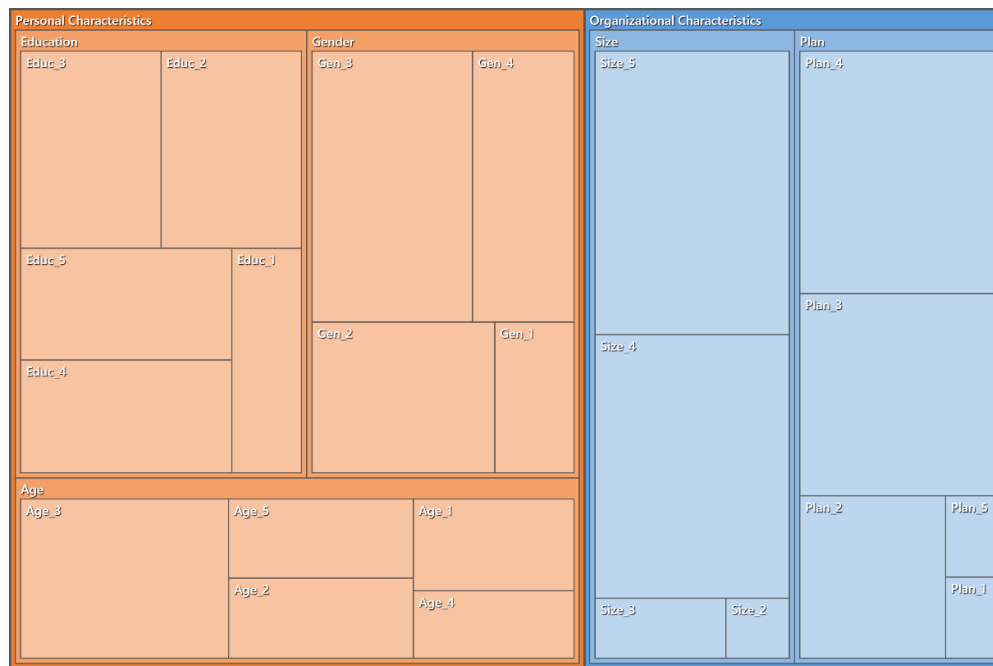 Personal Characteristics
Education
Educ_3
Educ_2
Educ_5
Educ_1
Educ_4
Gender
Gen_3
Gen_4
Gen_2
Gen_1
Age
Age_3
Age_5
Age_1
Age_2
Age_4
Organizational Characteristics
Size
Size_5
Size_4
Size_3
Size_2
Plan
Plan_4
Plan_3
Plan_2
Plan_5
Plan_1